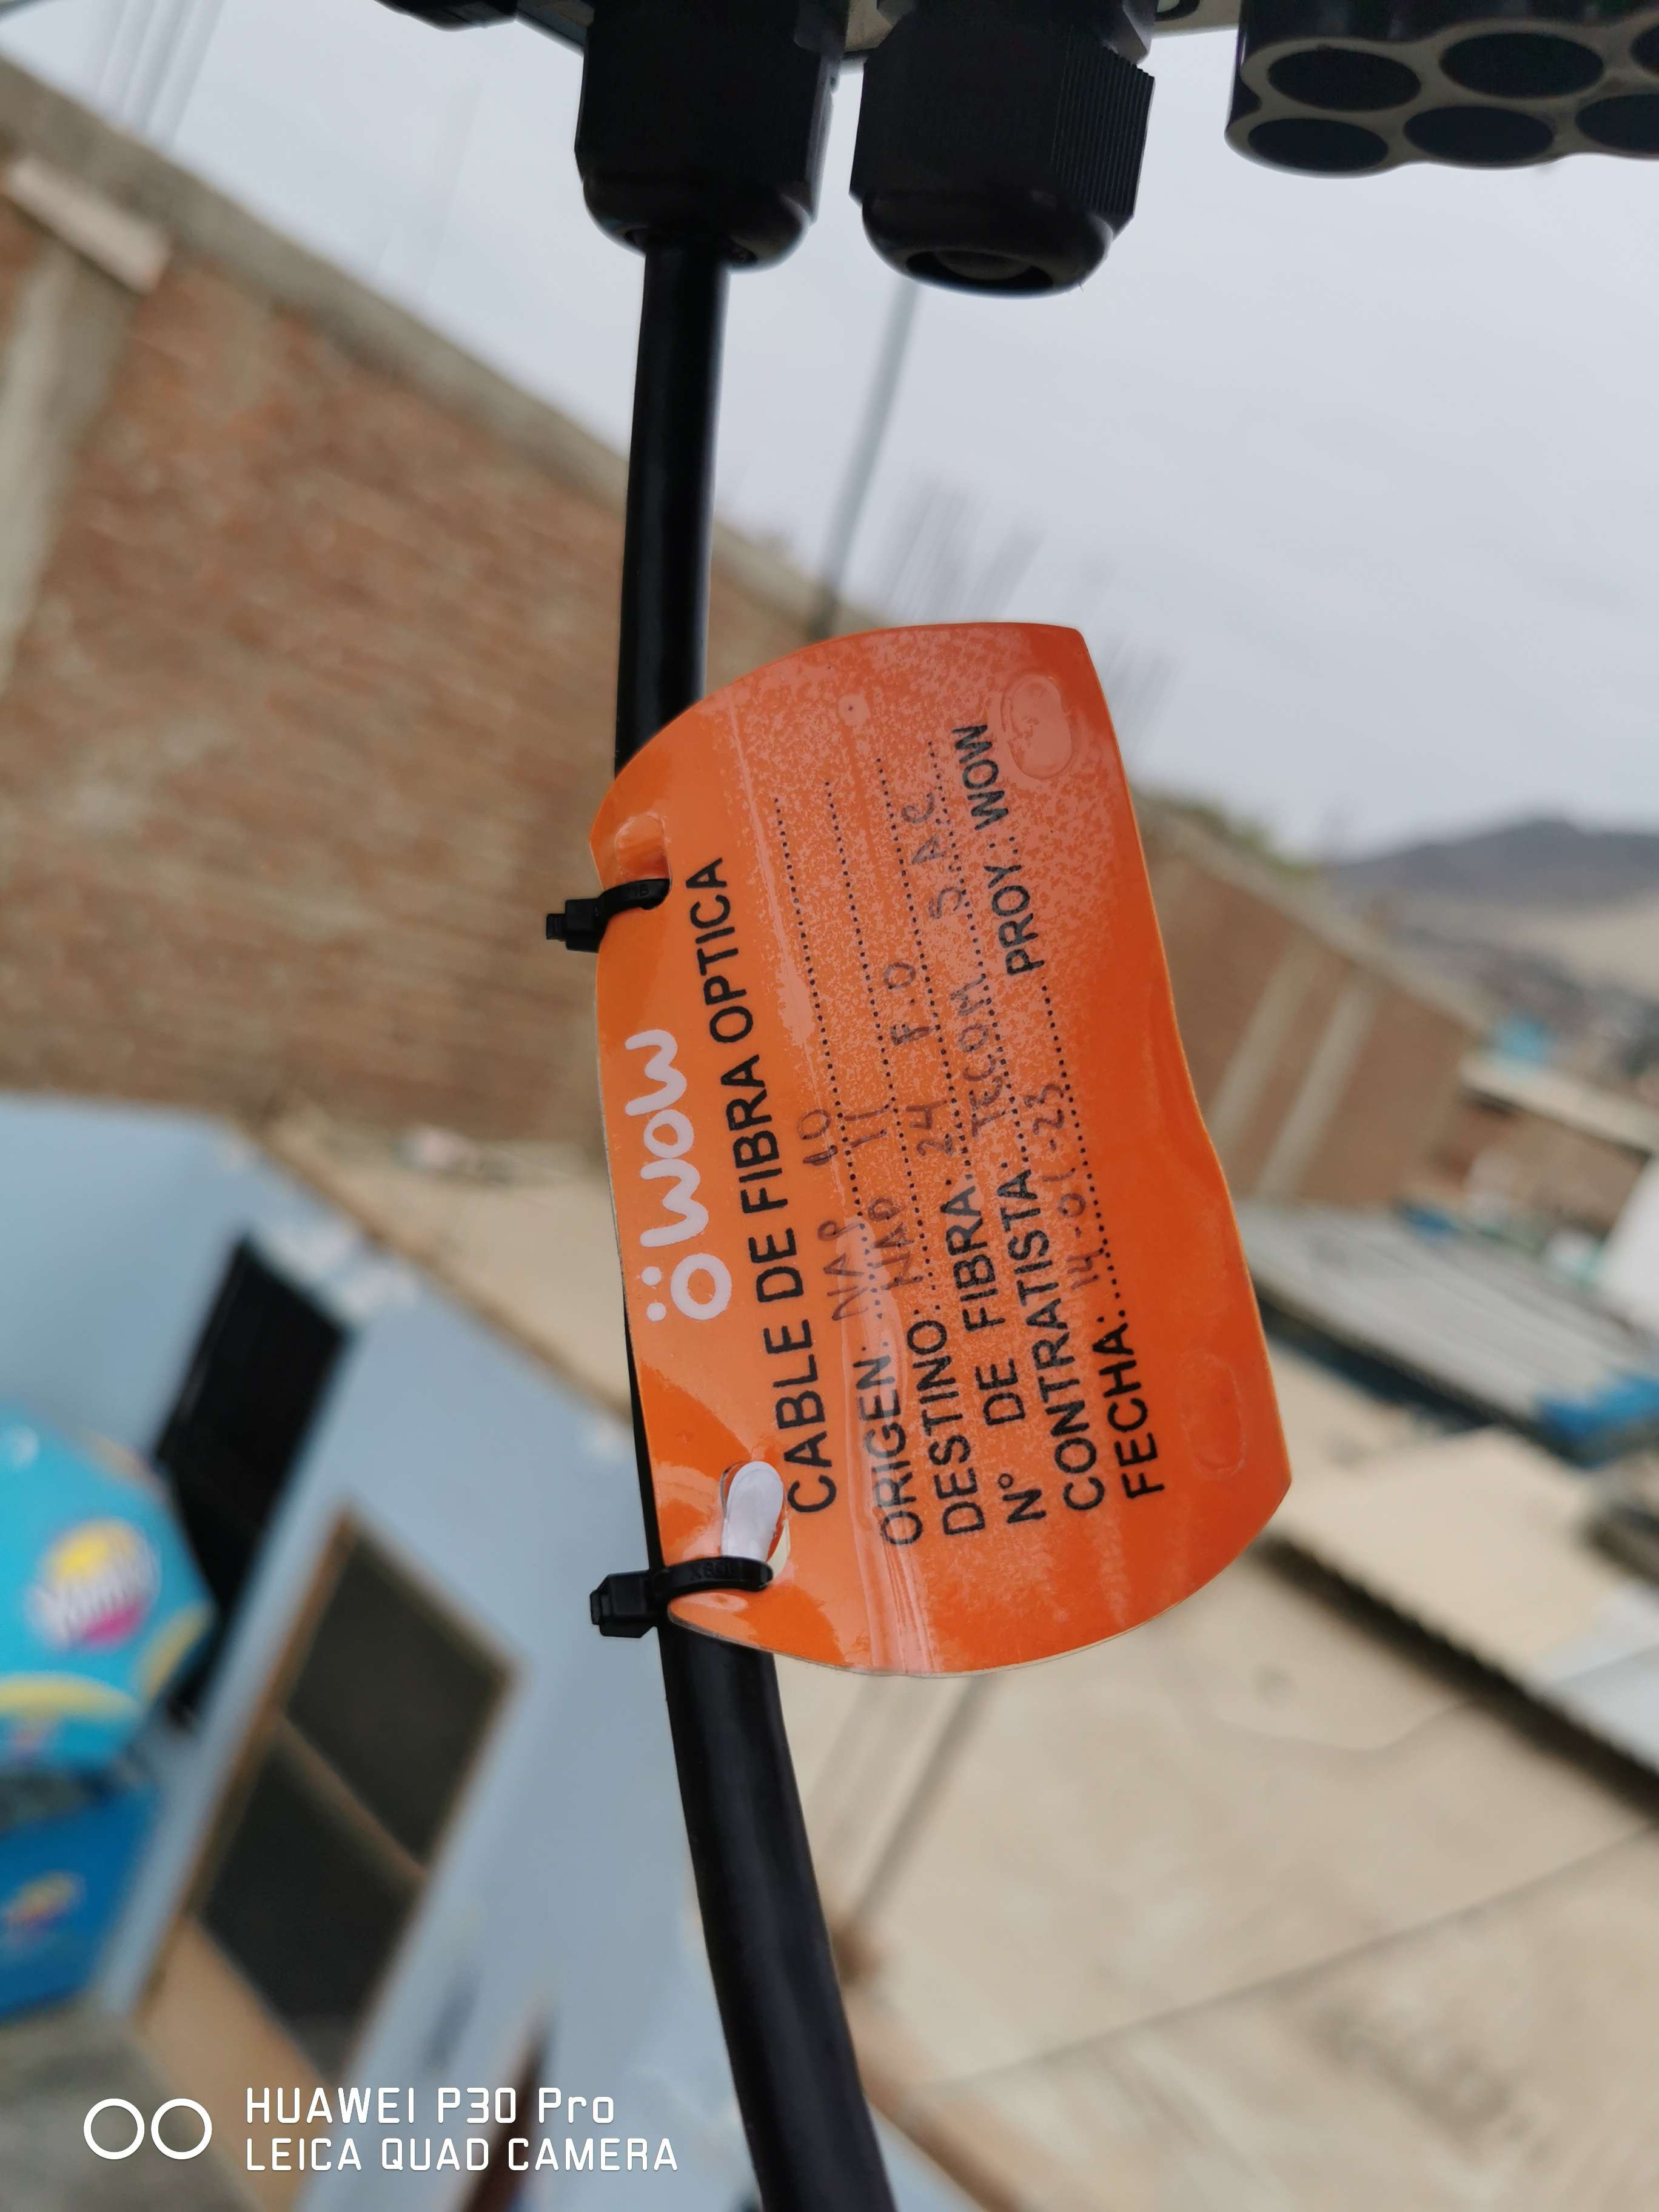 ÖWOW
CABLE DE FIBRA OPTICA
ORIGEN: NAP 10
DESTINO: NAP 11
N° DE FIBRA: 24 F.O
CONTRATISTA: TECOM S.A.C
FECHA: 14-01-23 PROY: WOW
HUAWEI P30 Pro
LEICA QUAD CAMERA